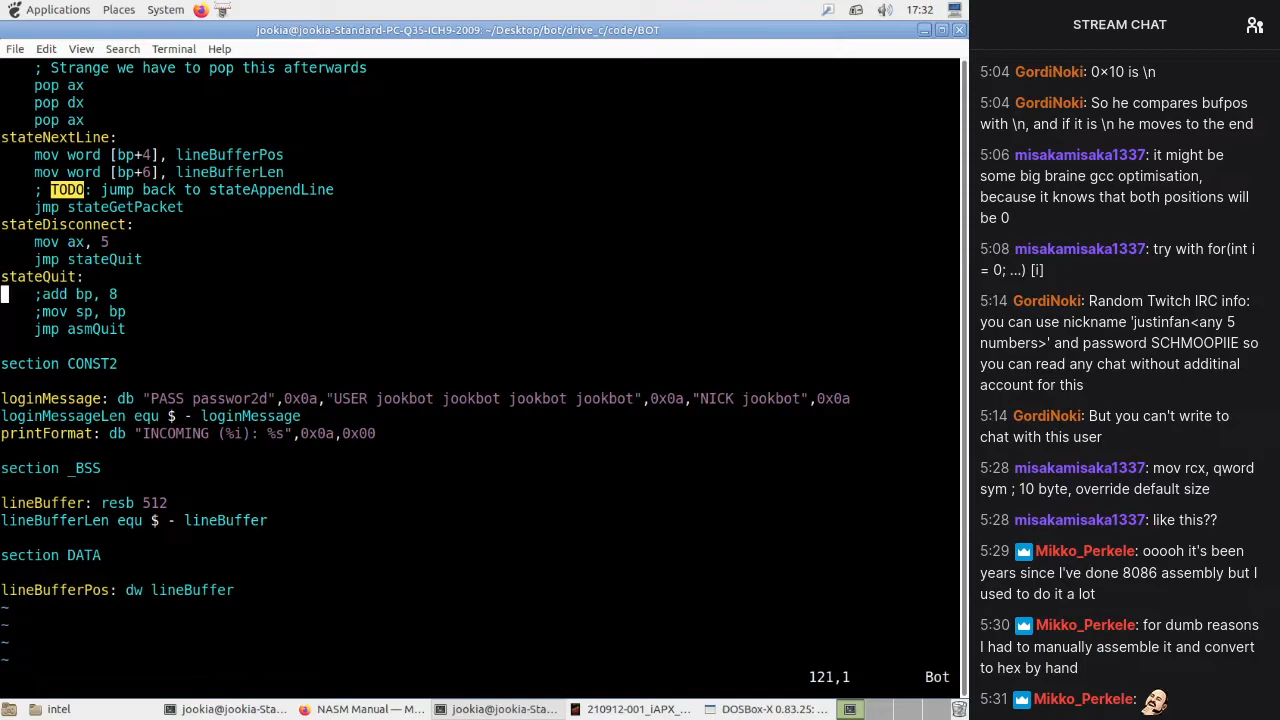 Applications Places System 17:32
jookia@jookia-Standard-PC-Q35-ICH9-2009: ~/Desktop/bot/drive_c/code/BOT
File Edit View Search Terminal Help
; Strange we have to pop this afterwards
pop ax
pop dx
pop ax
stateNextLine:
mov word [bp+4], lineBufferPos
mov word [bp+6], lineBufferLen
; TODO: jump back to stateAppendLine
jmp stateGetPacket
stateDisconnect:
mov ax, 5
jmp stateQuit
stateQuit:
;add bp, 8
;mov sp, bp
jmp asmQuit
section CONST2
loginMessage: db "PASS passwor2d",0x0a,"USER jookbot jookbot jookbot jookbot",0x0a,"NICK jookbot",0x0a
loginMessageLen equ $ - loginMessage
printFormat: db "INCOMING (%i): %s",0x0a,0x00
section _BSS
lineBuffer: resb 512
lineBufferLen equ $ - lineBuffer
section DATA
lineBufferPos: dw lineBuffer
~
~
~
~
121,1 Bot
intel jookia@jookia-Sta... NASM Manual — M... jookia@jookia-Sta... 210912-001_iAPX_... DOSBox-X 0.83.25: ...
STREAM CHAT
5:04 GordiNoki: 0×10 is \n
5:04 GordiNoki: So he compares bufpos
with \n, and if it is \n he moves to the end
5:06 misakamisaka1337: it might be
some big braine gcc optimisation,
because it knows that both positions will
be 0
5:08 misakamisaka1337: try with for(int i
= 0; ...) [i]
5:14 GordiNoki: Random Twitch IRC info:
you can use nickname 'justinfan<any 5
numbers>' and password SCHMOOPIIE so
you can read any chat without additinal
account for this
5:14 GordiNoki: But you can't write to
chat with this user
5:28 misakamisaka1337: mov rcx, qword
sym ; 10 byte, override default size
5:28 misakamisaka1337: like this??
5:29 Mikko_Perkele: ooooh it's been
years since I've done 8086 assembly but I
used to do it a lot
5:30 Mikko_Perkele: for dumb reasons
I had to manually assemble it and convert
to hex by hand
5:31 Mikko_Perkele: